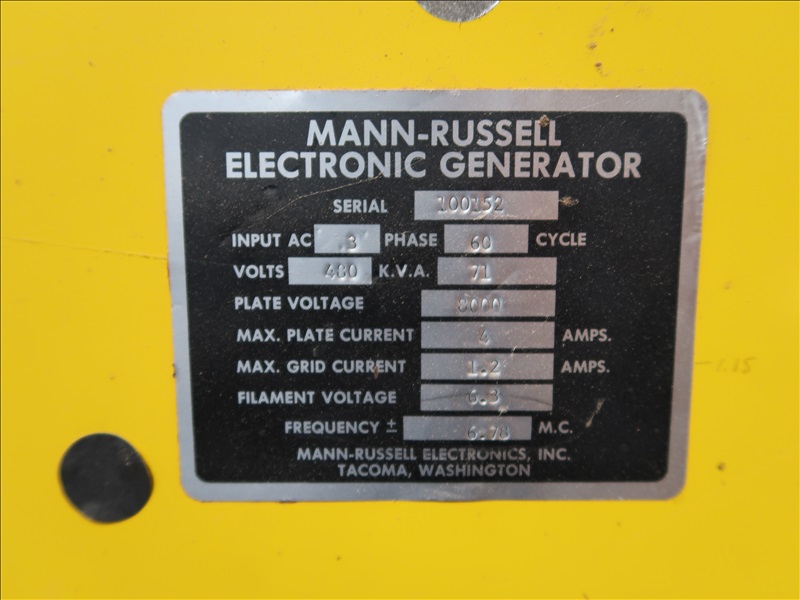 MANN-RUSSELL
ELECTRONIC GENERATOR
SERIAL 100152
INPUT AC 3 PHASE 60 CYCLE
VOLTS 480 K.V.A. 71
PLATE VOLTAGE 8000
MAX. PLATE CURRENT 4 AMPS.
MAX. GRID CURRENT 1.2 AMPS.
FILAMENT VOLTAGE 6.3
FREQUENCY ± 6.78 M.C.
MANN-RUSSELL ELECTRONICS, INC.
TACOMA, WASHINGTON